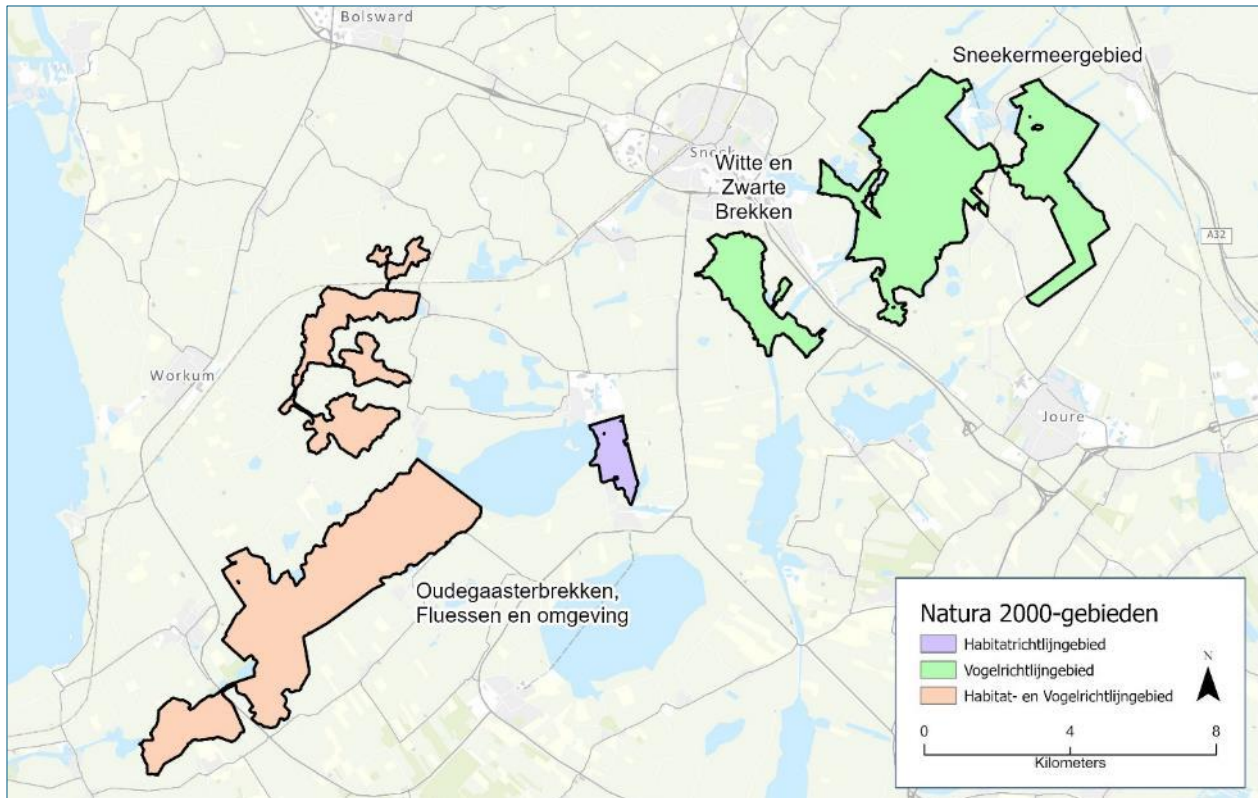 Bolsward
Sneekermeergebied
Sneek
Witte en
Zwarte
Brekken
A32
Workum
Joure
Oudegaasterbrekken,
Fluessen en omgeving
Natura 2000-gebieden
Habitatrichtlijngebied
Vogelrichtlijngebied
Habitat- en Vogelrichtlijngebied
N
0 4 8
Kilometers